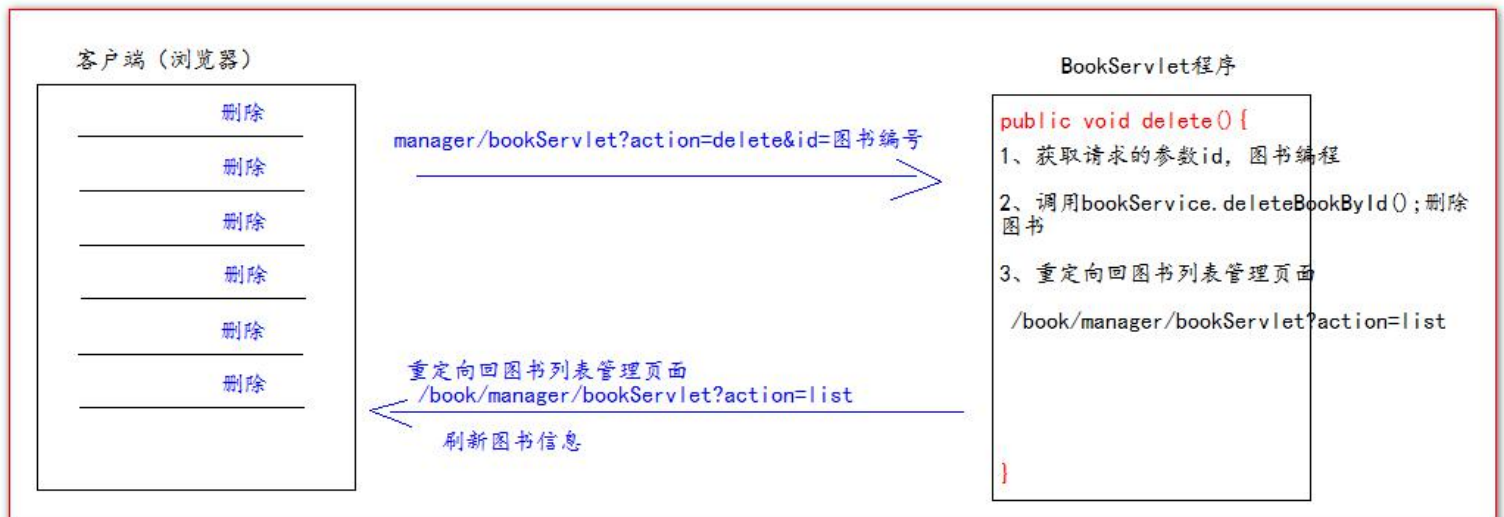 客户端（浏览器）
删除
删除
删除
删除
删除
删除
manager/bookServlet?action=delete&id=图书编号
重定向回图书列表管理页面
/book/manager/bookServlet?action=list
刷新图书信息
BookServlet程序
public void delete(){
1、获取请求的参数id, 图书编程
2、调用bookService.deleteBookById();删除
图书
3、重定向回图书列表管理页面
/book/manager/bookServlet?action=list
}